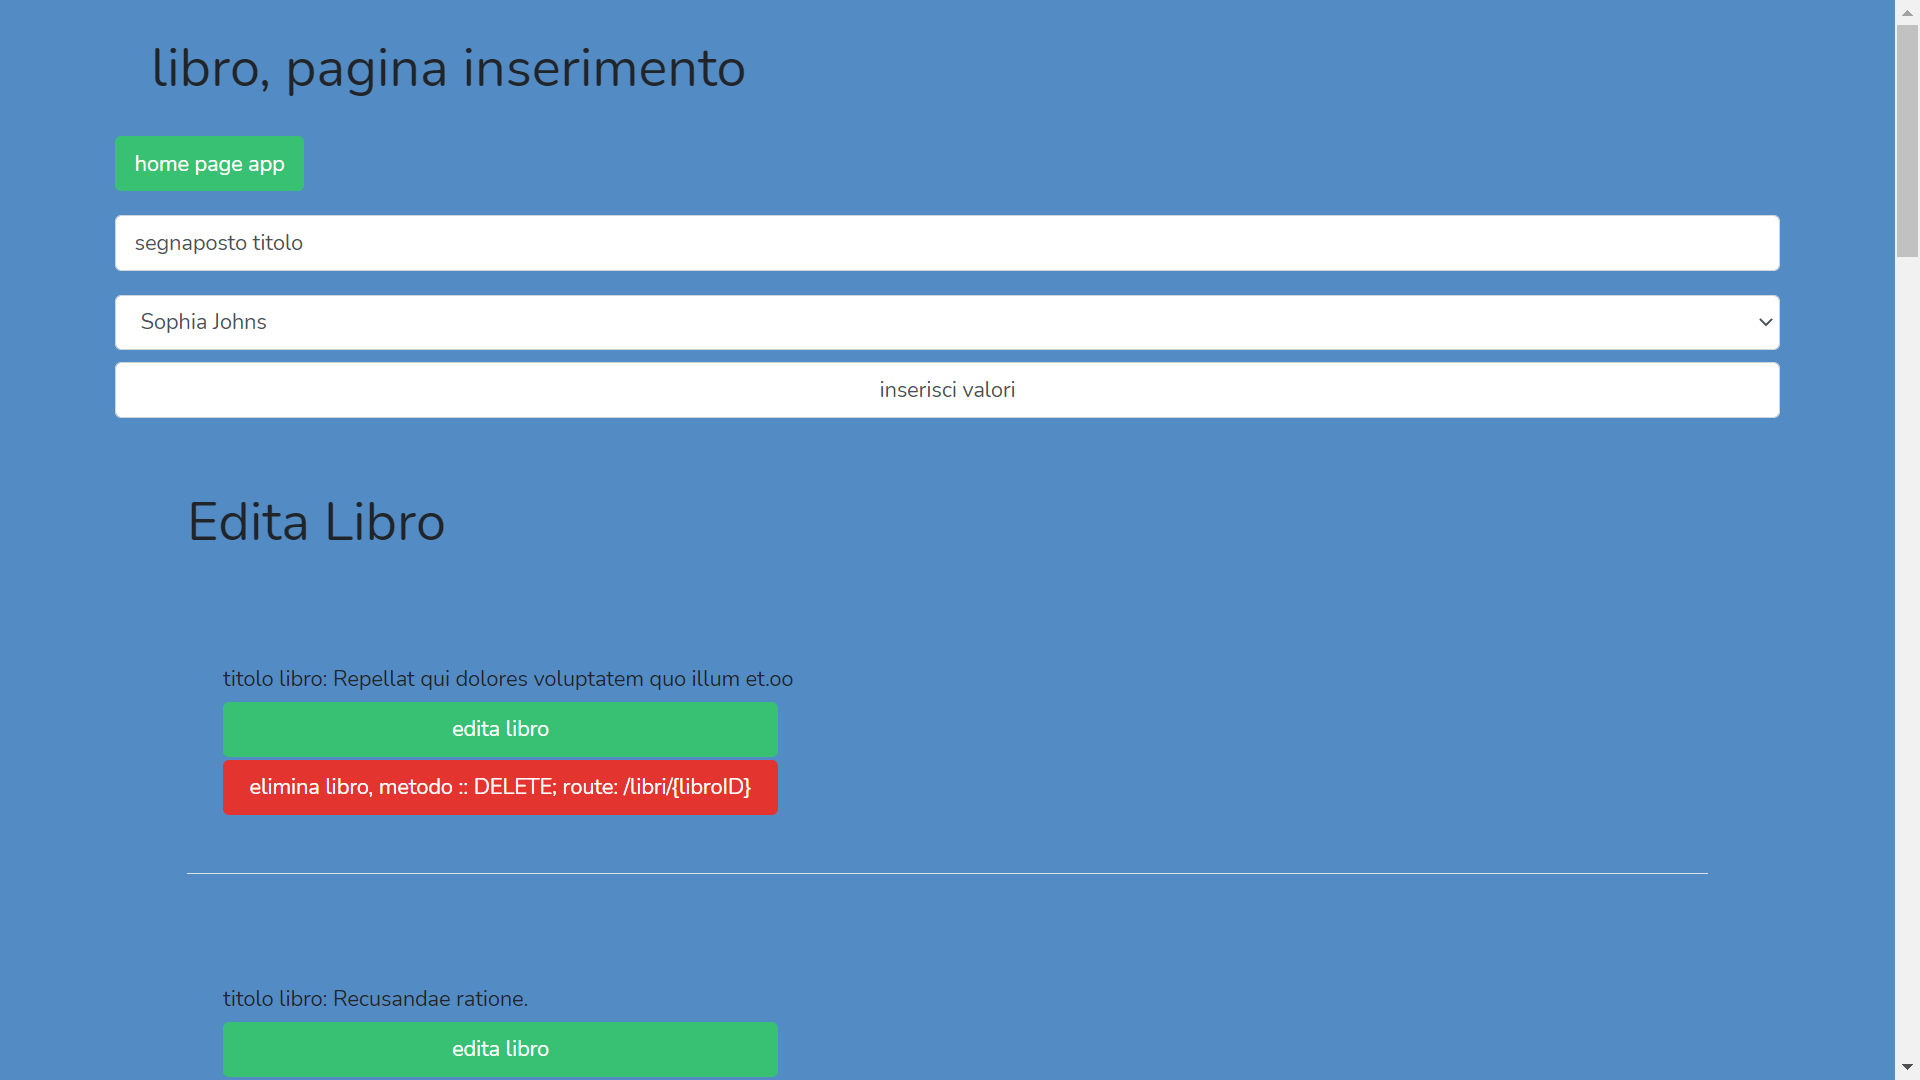 libro, pagina inserimento
home page app
segnaposto titolo
Sophia Johns
inserisci valori
Edita Libro
titolo libro: Repellat qui dolores voluptatem quo illum et.oo
edita libro
elimina libro, metodo :: DELETE; route: /libri/{libroID}
titolo libro: Recusandae ratione.
edita libro